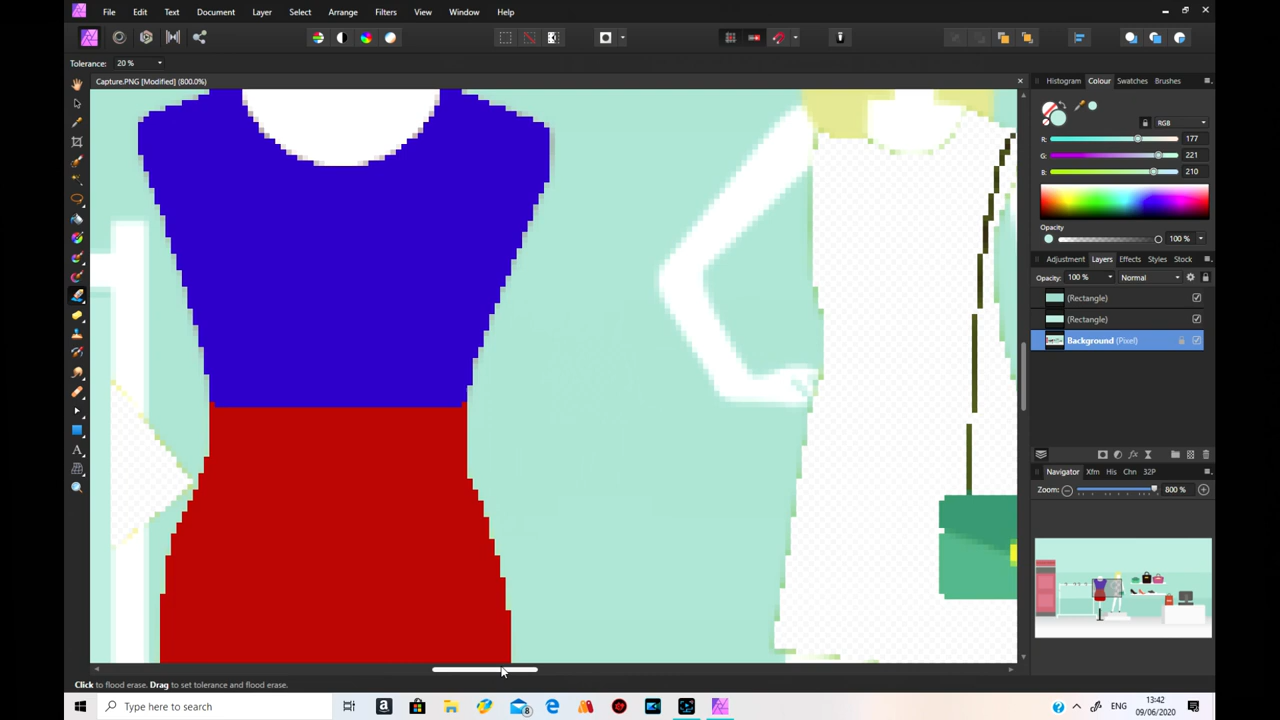 File Edit Text Document Layer Select Arrange Filters View Window Help
Tolerance: 20 %
Capture.PNG [Modified] (800.0%)
Histogram Colour Swatches Brushes
RGB
R: 177
G: 221
B: 210
Opacity
100 %
Adjustment Layers Effects Styles Stock
Opacity: 100 % Normal
(Rectangle)
(Rectangle)
Background (Pixel)
Navigator Xfm His Chn 32P
Zoom: 800 %
Click to flood erase. Drag to set tolerance and flood erase.
Type here to search
8
ENG
13:42
09/06/2020